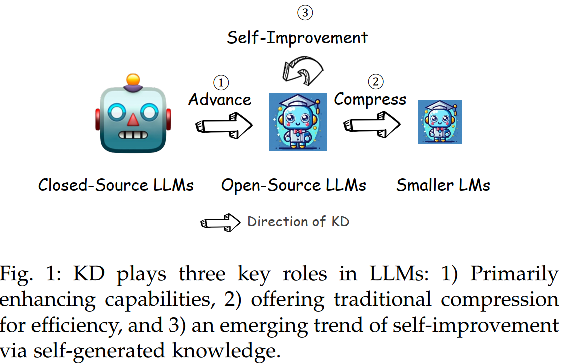 ③
Self-Improvement
①
②
Advance
Compress
Closed-Source LLMs
Open-Source LLMs
Smaller LMs
Direction of KD
Fig. 1: KD plays three key roles in LLMs: 1) Primarily
enhancing capabilities, 2) offering traditional compression
for efficiency, and 3) an emerging trend of self-improvement
via self-generated knowledge.